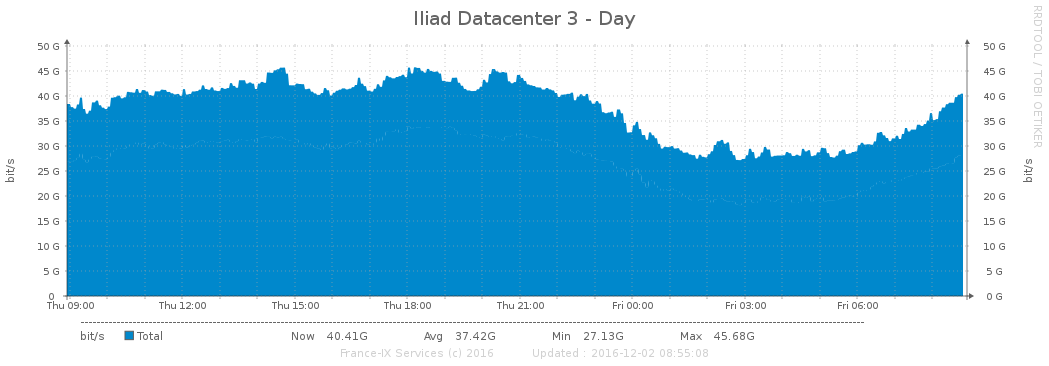 Iliad Datacenter 3 - Day
RRDTOOL / TOBI OETIKER
bit/s
50 G
45 G
40 G
35 G
30 G
25 G
20 G
15 G
10 G
5 G
0
50 G
45 G
40 G
35 G
30 G
25 G
20 G
15 G
10 G
5 G
0 G
bit/s
Thu 09:00 Thu 12:00 Thu 15:00 Thu 18:00 Thu 21:00 Fri 00:00 Fri 03:00 Fri 06:00
bit/s Total Now 40.41G Avg 37.42G Min 27.13G Max 45.68G
France-IX Services (c) 2016 Updated : 2016-12-02 08:55:08